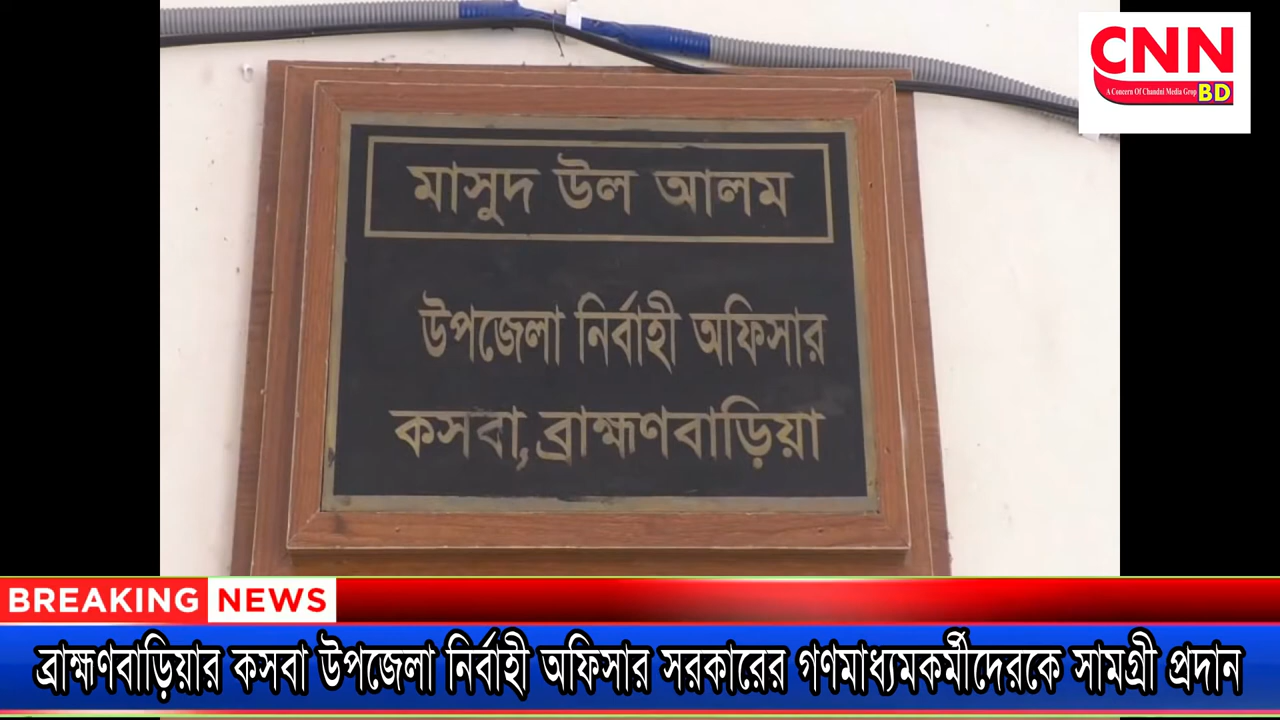 CNN
A Concern Of Chandni Media Grop BD
মাসুদ উল আলম
উপজেলা নির্বাহী অফিসার
কসবা, ব্রাহ্মণবাড়িয়া
BREAKING NEWS
ব্রাহ্মণবাড়িয়ার কসবা উপজেলা নির্বাহী অফিসার সরকারের গণমাধ্যমকর্মীদেরকে সামগ্রী প্রদান